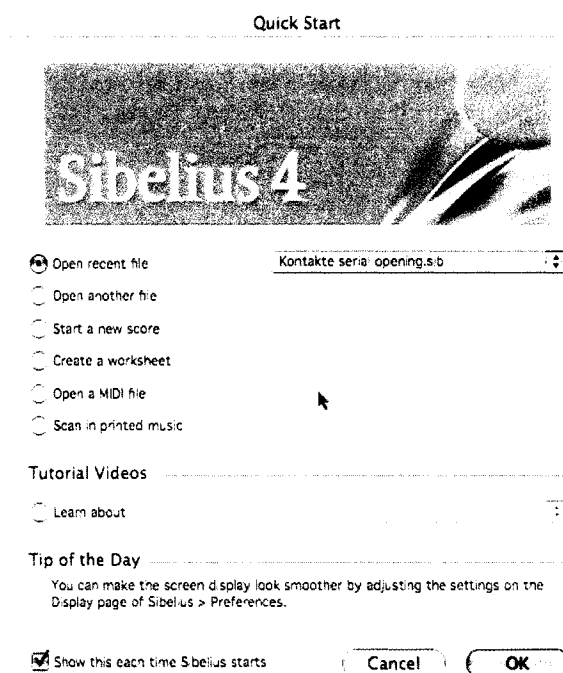 Quick Start
Sibelius 4
Open recent file
Kontakte serial opening.sib
Open another file
Start a new score
Create a worksheet
Open a MIDI file
Scan in printed music
Tutorial Videos
Learn about
Tip of the Day
You can make the screen display look smoother by adjusting the settings on the
Display page of Sibelius > Preferences.
Show this each time Sibelius starts
Cancel
OK